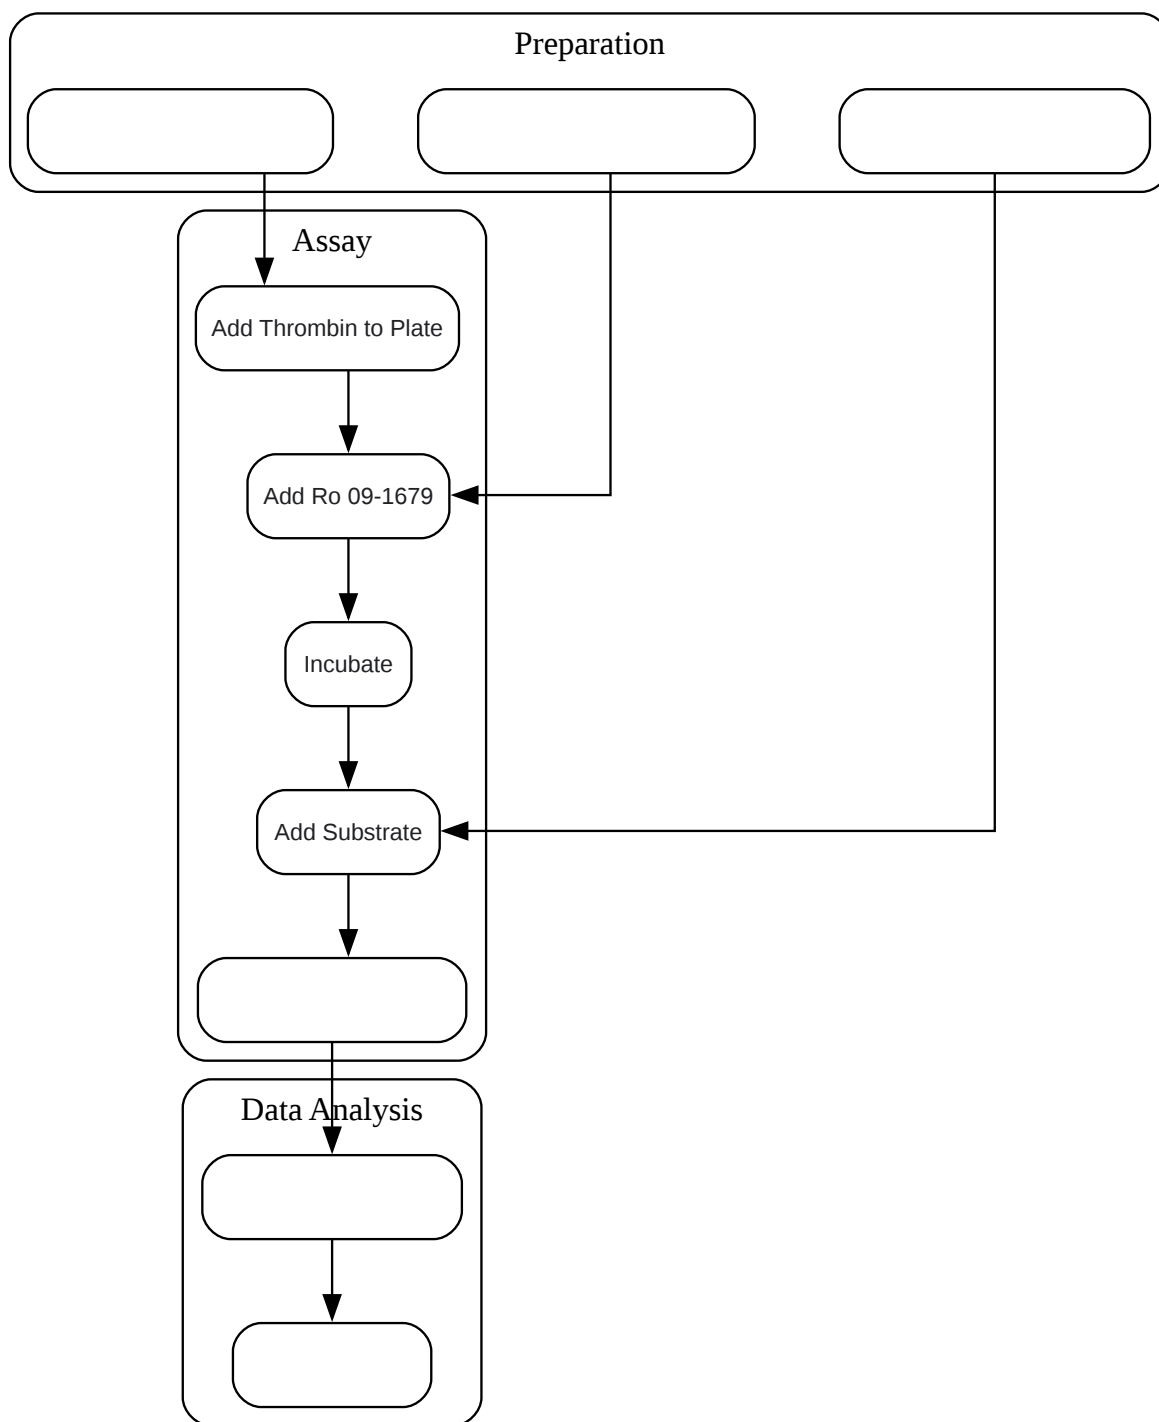 Preparation
Assay
Add Thrombin to Plate
Add Ro 09-1679
Incubate
Add Substrate
Data Analysis